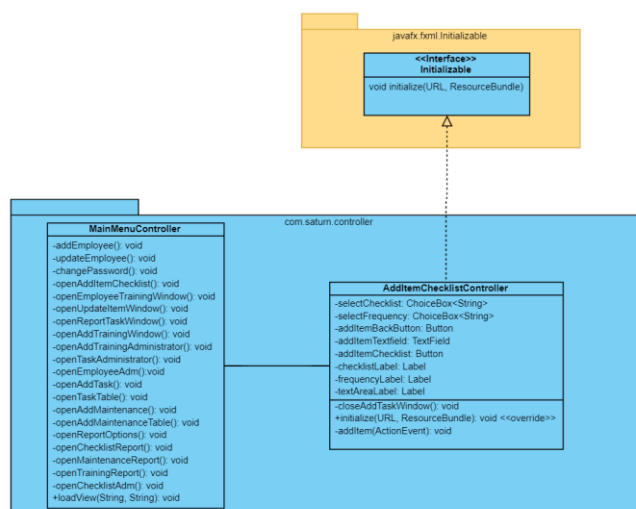 javafx.fxml.Initializable
<<Interface>>
Initializable
void initialize(URL, ResourceBundle)
com.saturn.controller
MainMenuController
-addEmployee(): void
-updateEmployee(): void
-changePassword(): void
-openAddItemChecklist(): void
-openEmployeeTrainingWindow(): void
-openUpdateItemWindow(): void
-openReportTaskWindow(): void
-openAddTrainingWindow(): void
-openAddTrainingAdministrator(): void
-openTaskAdministrator():void
-openEmployeeAdm():void
-openAddTask(): void
-openTaskTable(): void
-openAddMaintenance(): void
-openAddMaintenanceTable(): void
-openReportOptions(): void
-openChecklistReport(): void
-openMaintenanceReport(): void
-openTrainingReport(): void
-openChecklistAdm(): void
+loadView(String, String): void
AddItemChecklistController
-selectChecklist: ChoiceBox<String>
-selectFrequency: ChoiceBox<String>
-addItemBackButton: Button
-addItemTextfield: TextField
-addItemChecklist: Button
-checklistLabel: Label
-frequencyLabel: Label
-textAreaLabel: Label
-closeAddTaskWindow(): void
+initialize(URL, ResourceBundle): void <<override>>
-addItem(ActionEvent): void